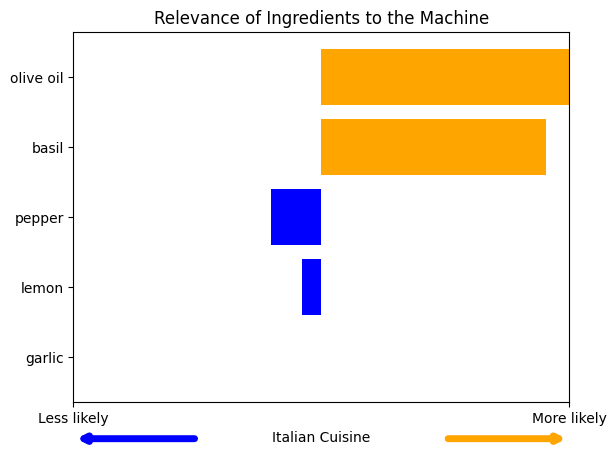 Relevance of Ingredients to the Machine
olive oil
basil
pepper
lemon
garlic
Less likely
More likely
Italian Cuisine